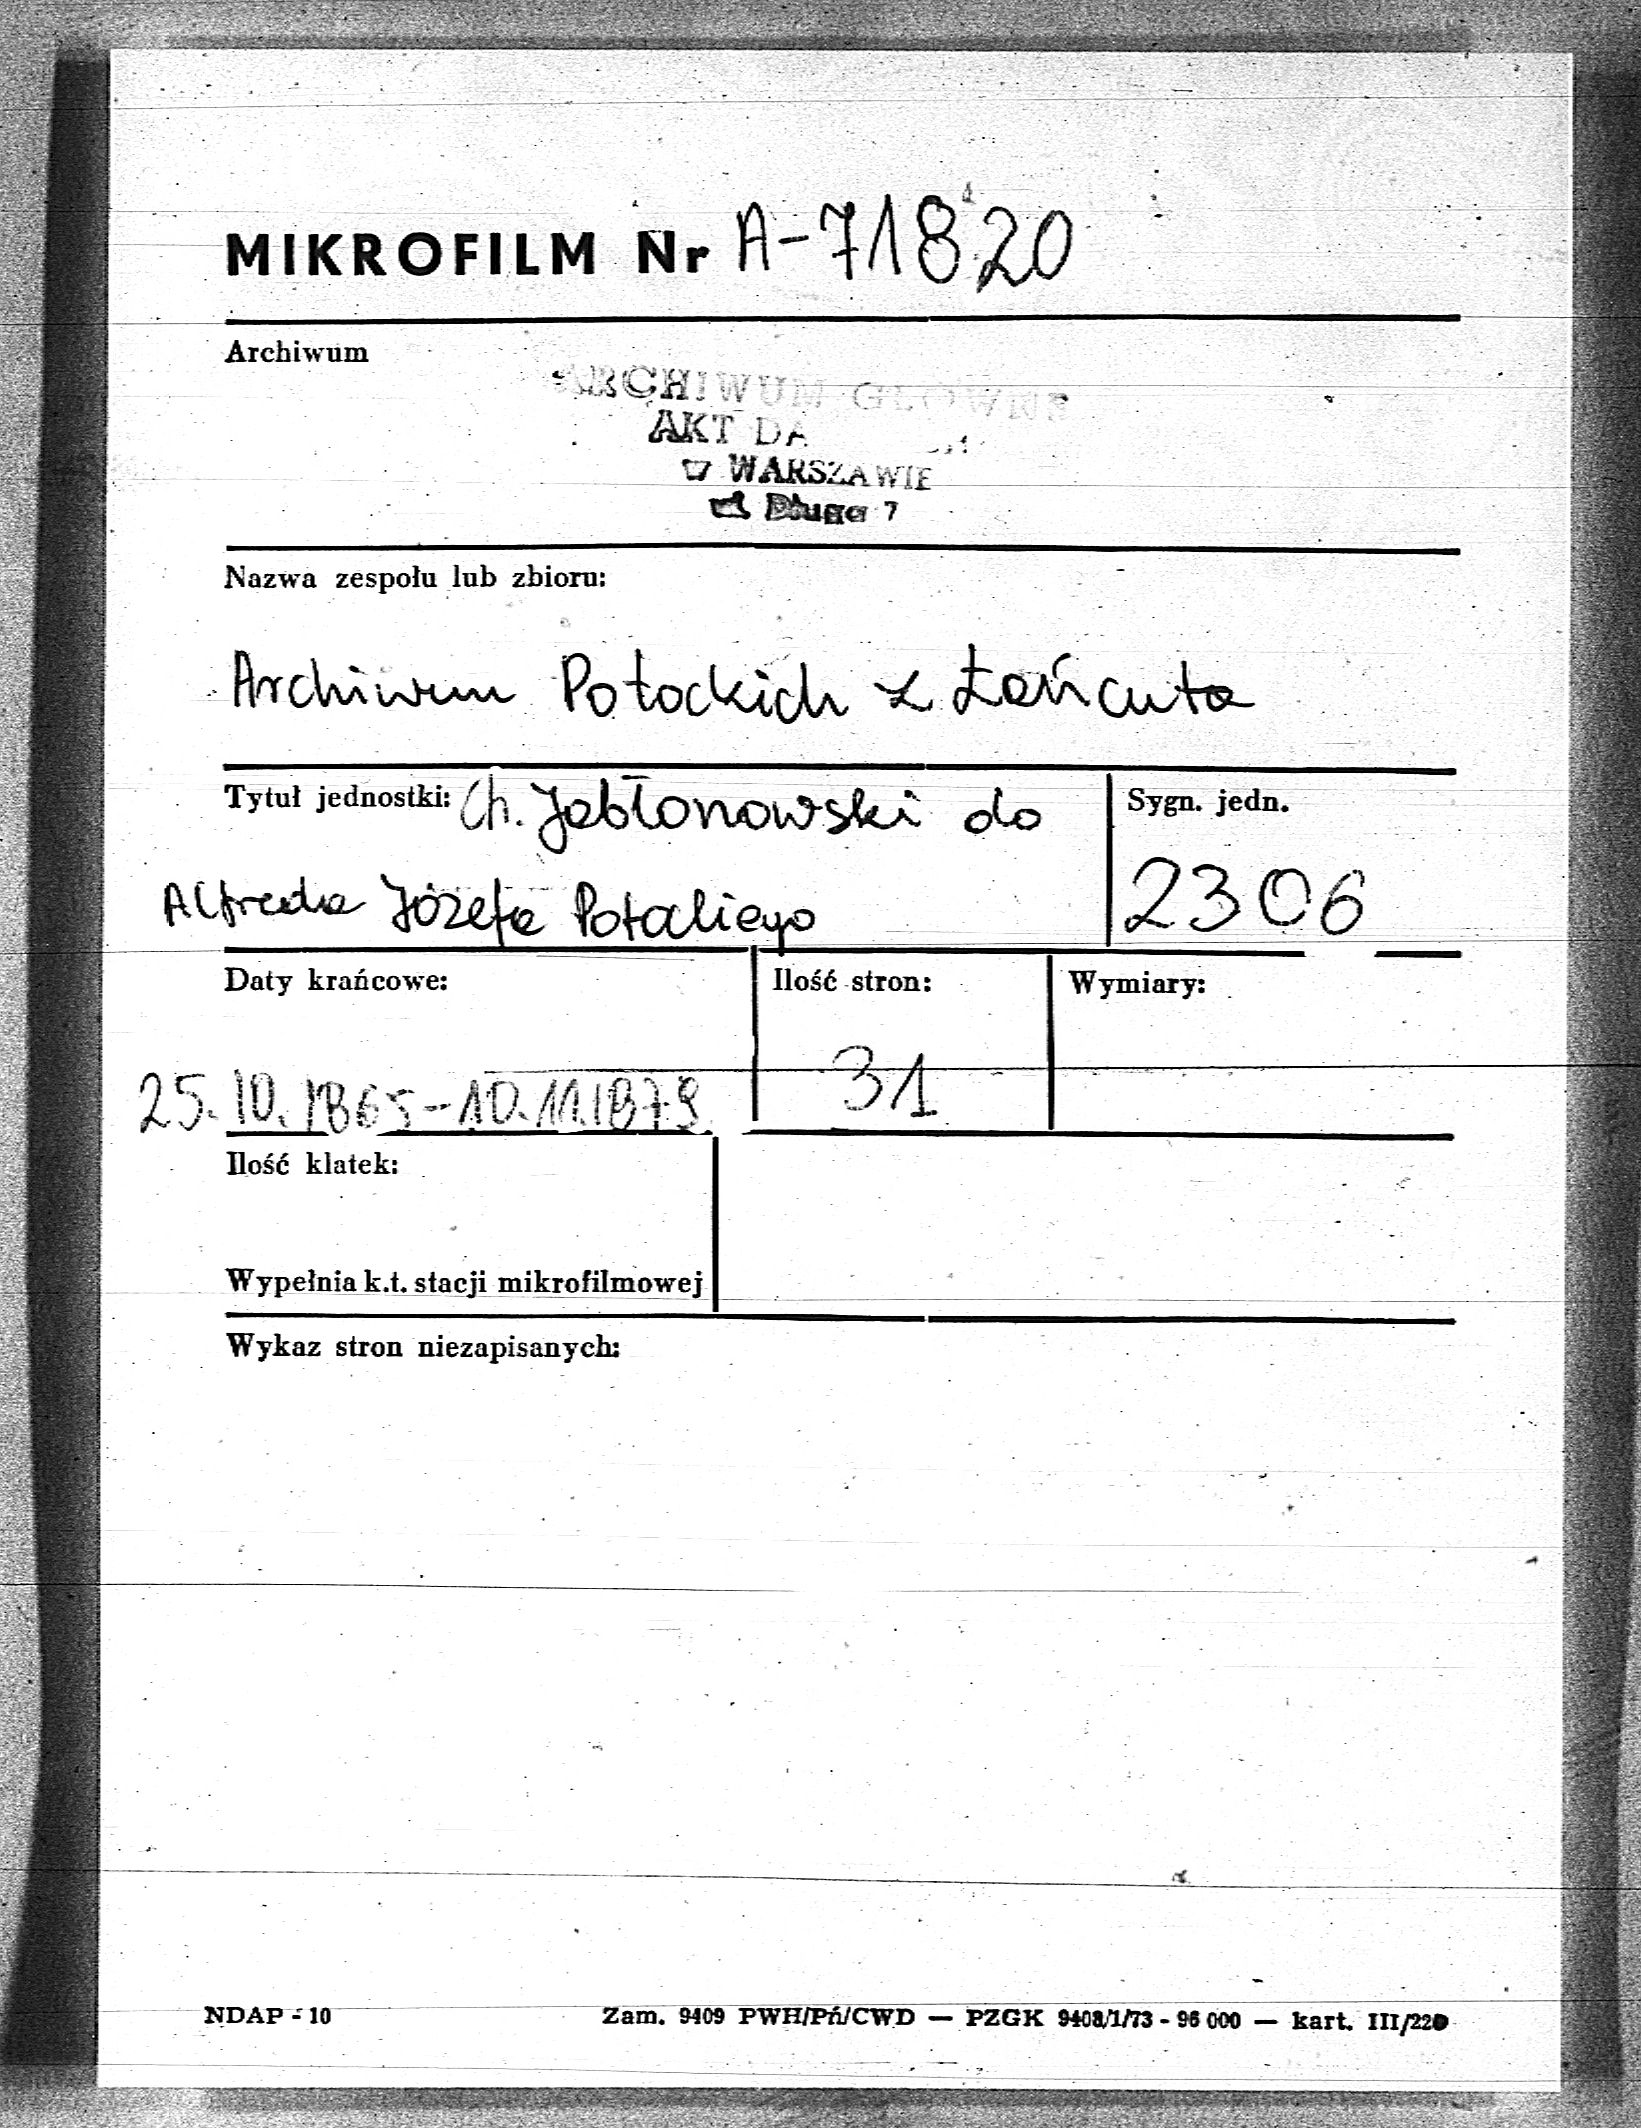 MIKROFILM Nr A-71820
Archiwum
ARCHIWUM GŁÓWNE
AKT
w WARSZAWIE
ul. Długa 7
Nazwa zespołu lub zbioru:
Archiwum Potockich z Łańcuta
Tytuł jednostki: Ch. Jabłonowski do
Alfreda Józefa Potockiego
Sygn. jedn.
2306
Daty krańcowe:
25.10.1865-10.11.1879
Ilość stron:
31
Wymiary:
Ilość klatek:
Wypełnia k.t. stacji mikrofilmowej
Wykaz stron niezapisanych:
NDAP - 10
Zam. 9409 PWH/Pń/CWD — PZGK 9408/1/73 - 96 000 — kart. III/220